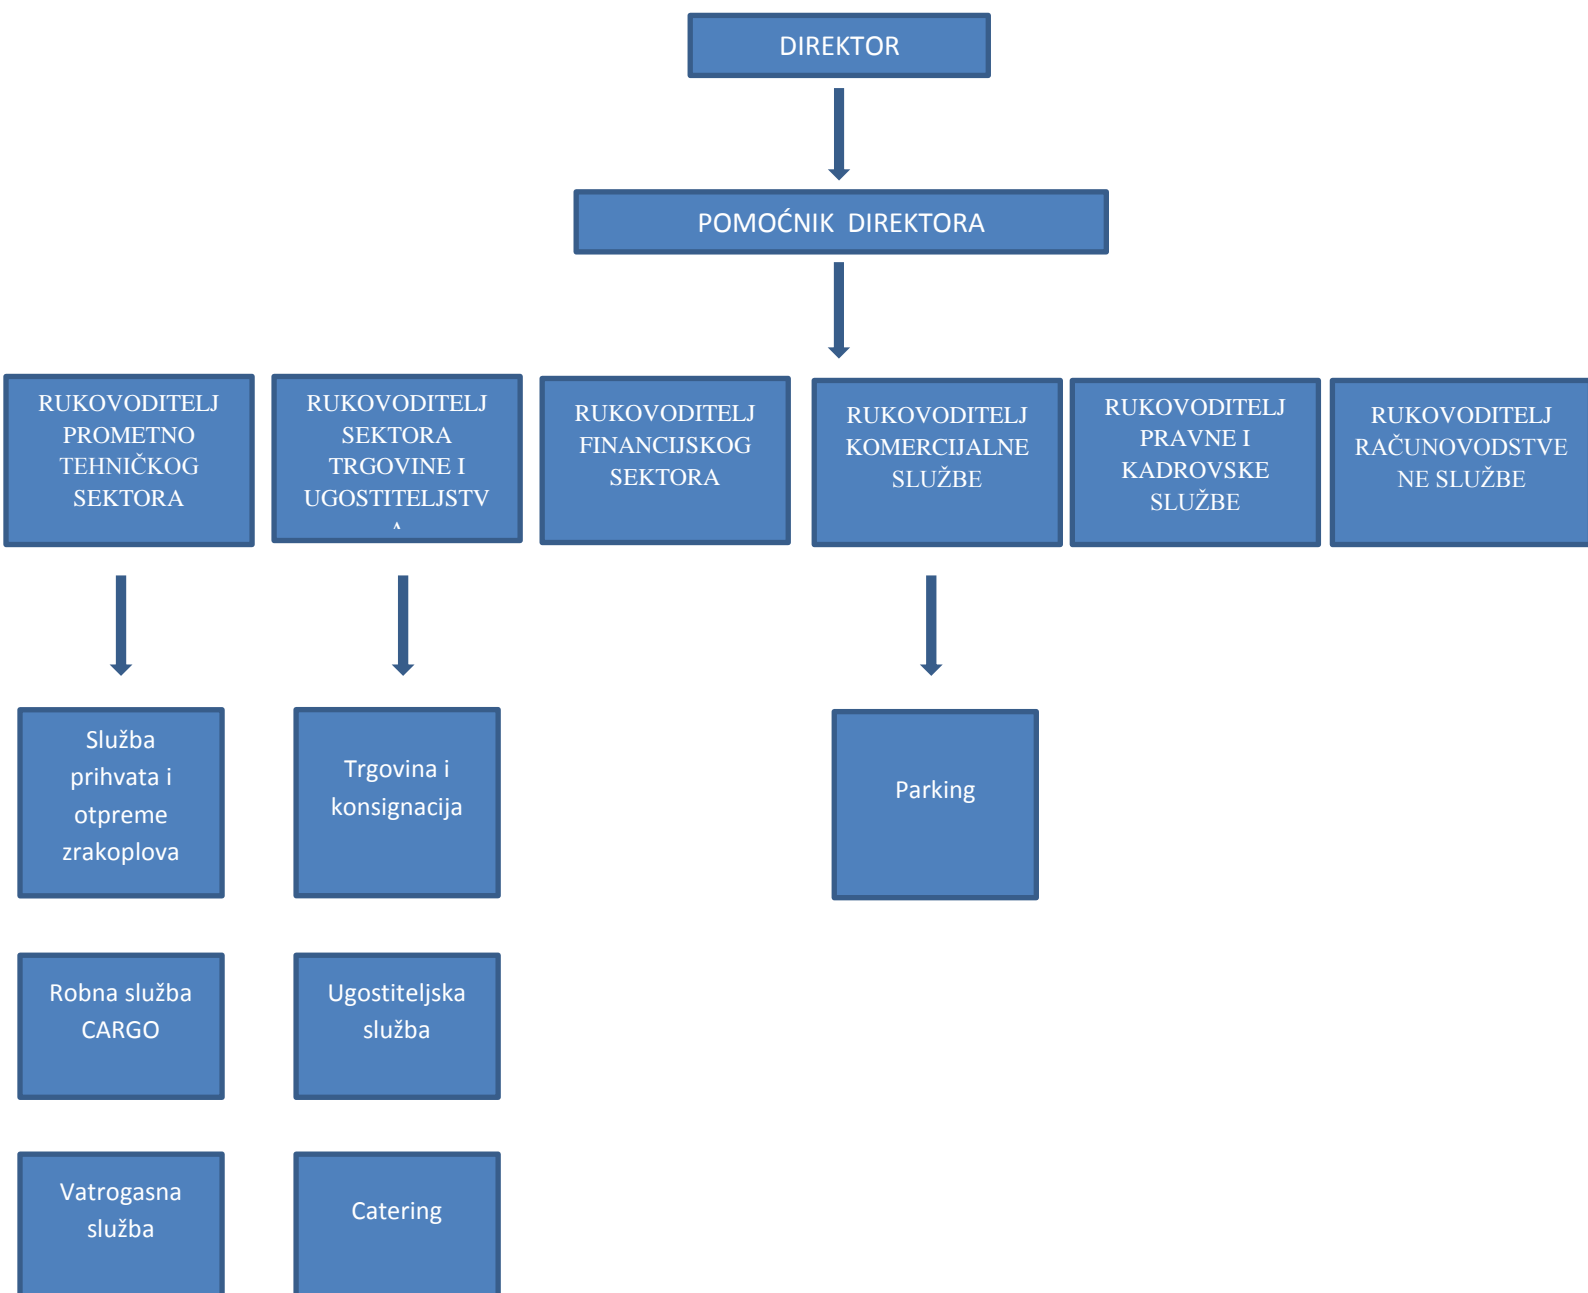 DIREKTOR
POMOĆNIK DIREKTORA
RUKOVODITELJ
PROMETNO
TEHNIČKOG
SEKTORA
RUKOVODITELJ
SEKTORA
TRGOVINE I
UGOSTITELJSTV
A
RUKOVODITELJ
FINANCIJSKOG
SEKTORA
RUKOVODITELJ
KOMERCIJALNE
SLUŽBE
RUKOVODITELJ
PRAVNE I
KADROVSKE
SLUŽBE
RUKOVODITELJ
RAČUNOVODSTVE
NE SLUŽBE
Služba
prihvata i
otpreme
zrakoplova
Trgovina i
konsignacija
Parking
Robna služba
CARGO
Ugostiteljska
služba
Vatrogasna
služba
Catering